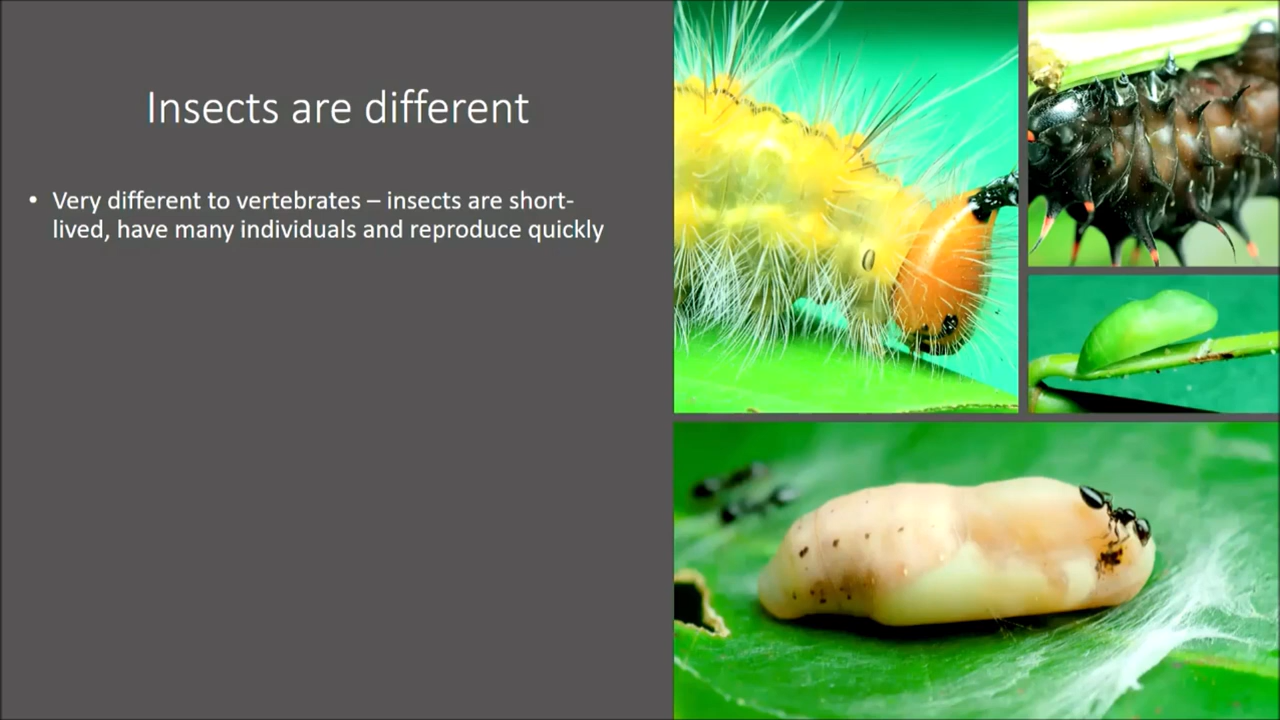 Insects are different
• Very different to vertebrates – insects are short-
lived, have many individuals and reproduce quickly